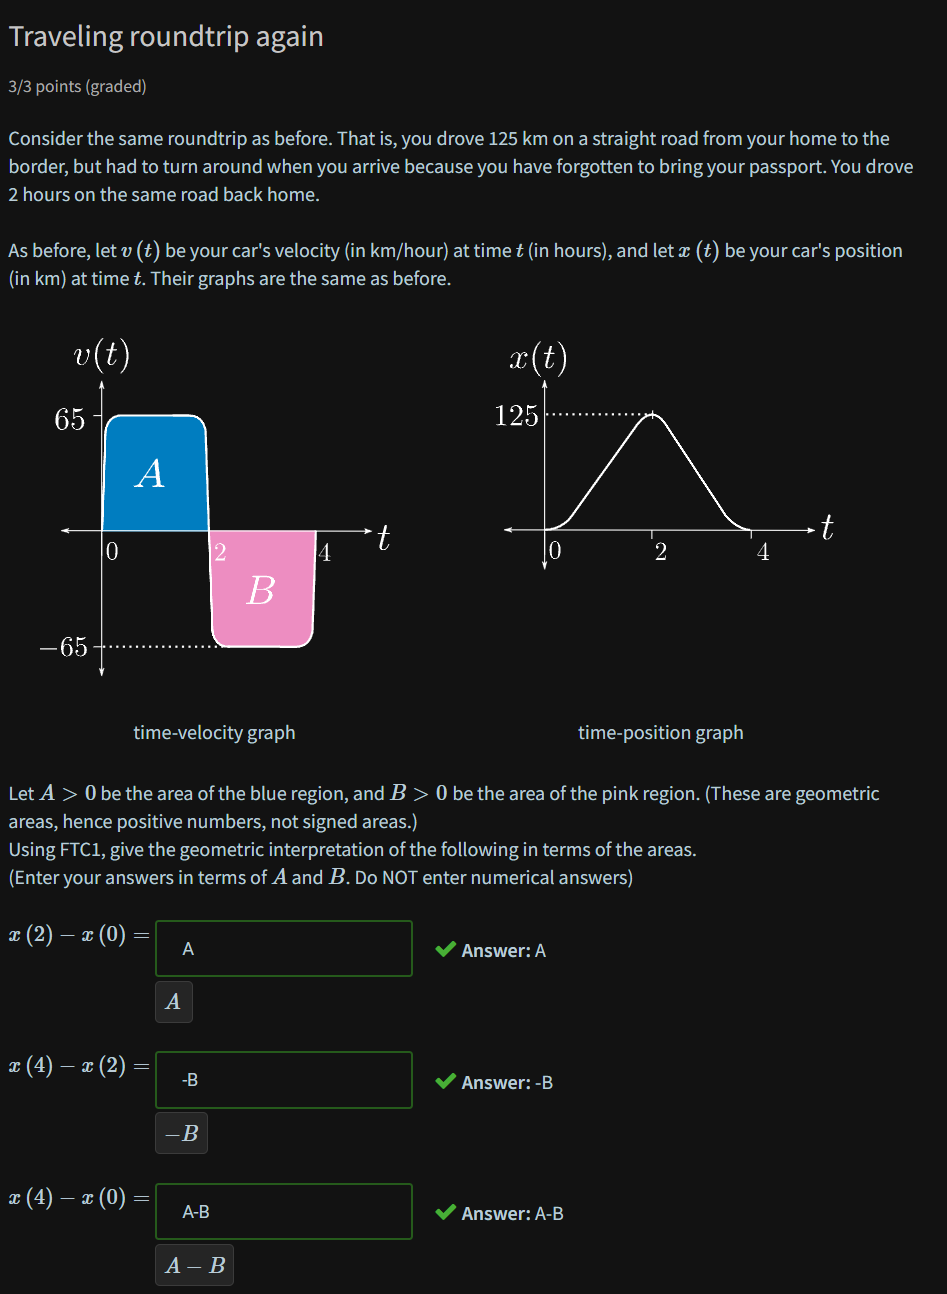 Traveling roundtrip again
3/3 points (graded)
Consider the same roundtrip as before. That is, you drove 125 km on a straight road from your home to the
border, but had to turn around when you arrive because you have forgotten to bring your passport. You drove
2 hours on the same road back home.
As before, let v (t) be your car's velocity (in km/hour) at time t (in hours), and let x (t) be your car's position
(in km) at time t. Their graphs are the same as before.
v(t)
65
A
t
0
2
4
B
−65
time-velocity graph
x(t)
125
t
0
2
4
time-position graph
Let A > 0 be the area of the blue region, and B > 0 be the area of the pink region. (These are geometric
areas, hence positive numbers, not signed areas.)
Using FTC1, give the geometric interpretation of the following in terms of the areas.
(Enter your answers in terms of A and B. Do NOT enter numerical answers)
x (2) − x (0) = A ✔ Answer: A
A
x (4) − x (2) = -B ✔ Answer: -B
−B
x (4) − x (0) = A-B ✔ Answer: A-B
A − B